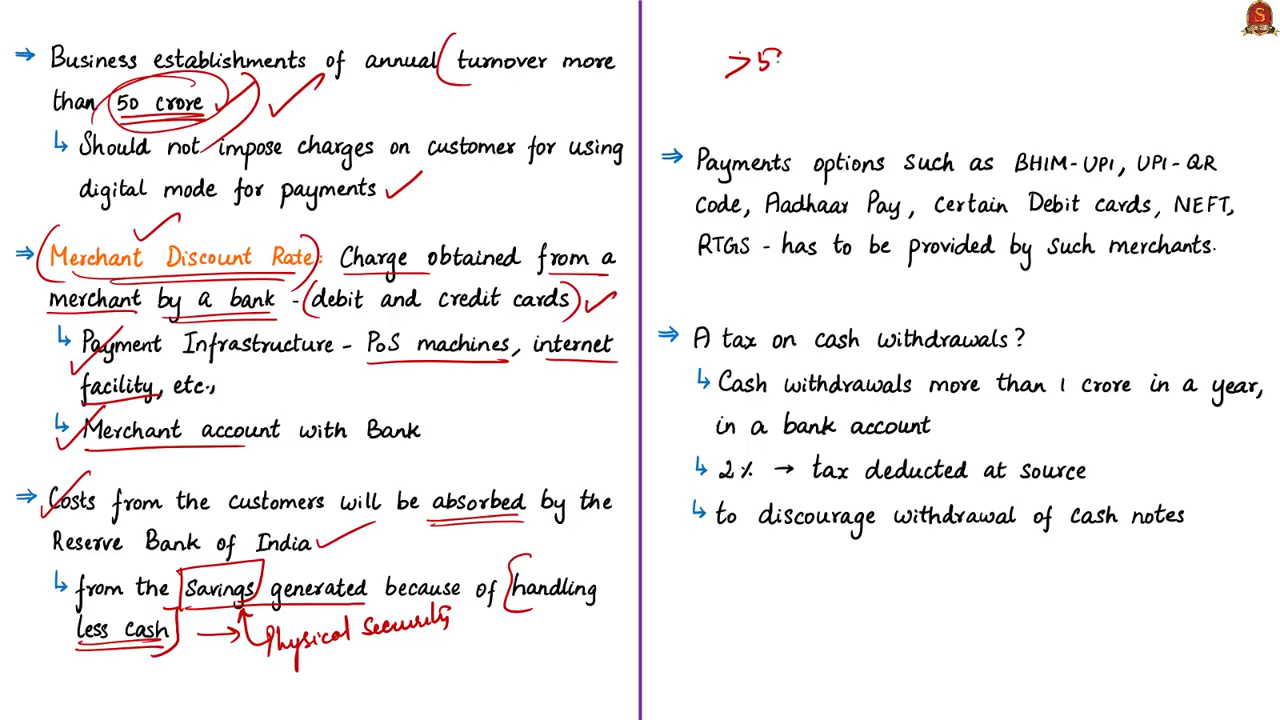 ⇒ Business establishments of annual turnover more
than 50 crore
↳ Should not impose charges on customer for using
digital mode for payments
⇒ Merchant Discount Rate: Charge obtained from a
merchant by a bank - (debit and credit cards)
↳ Payment Infrastructure - PoS machines, internet
facility, etc.,
↳ Merchant account with Bank
⇒ Costs from the customers will be absorbed by the
Reserve Bank of India
↳ from the Savings generated because of handling
less cash → Physical Security
>5
⇒ Payments options such as BHIM-UPI, UPI-QR
Code, Aadhaar Pay, Certain Debit cards, NEFT,
RTGS - has to be provided by such merchants.
⇒ A tax on cash withdrawals?
↳ Cash withdrawals more than 1 crore in a year,
in a bank account
↳ 2% → tax deducted at source
↳ to discourage withdrawal of cash notes
S